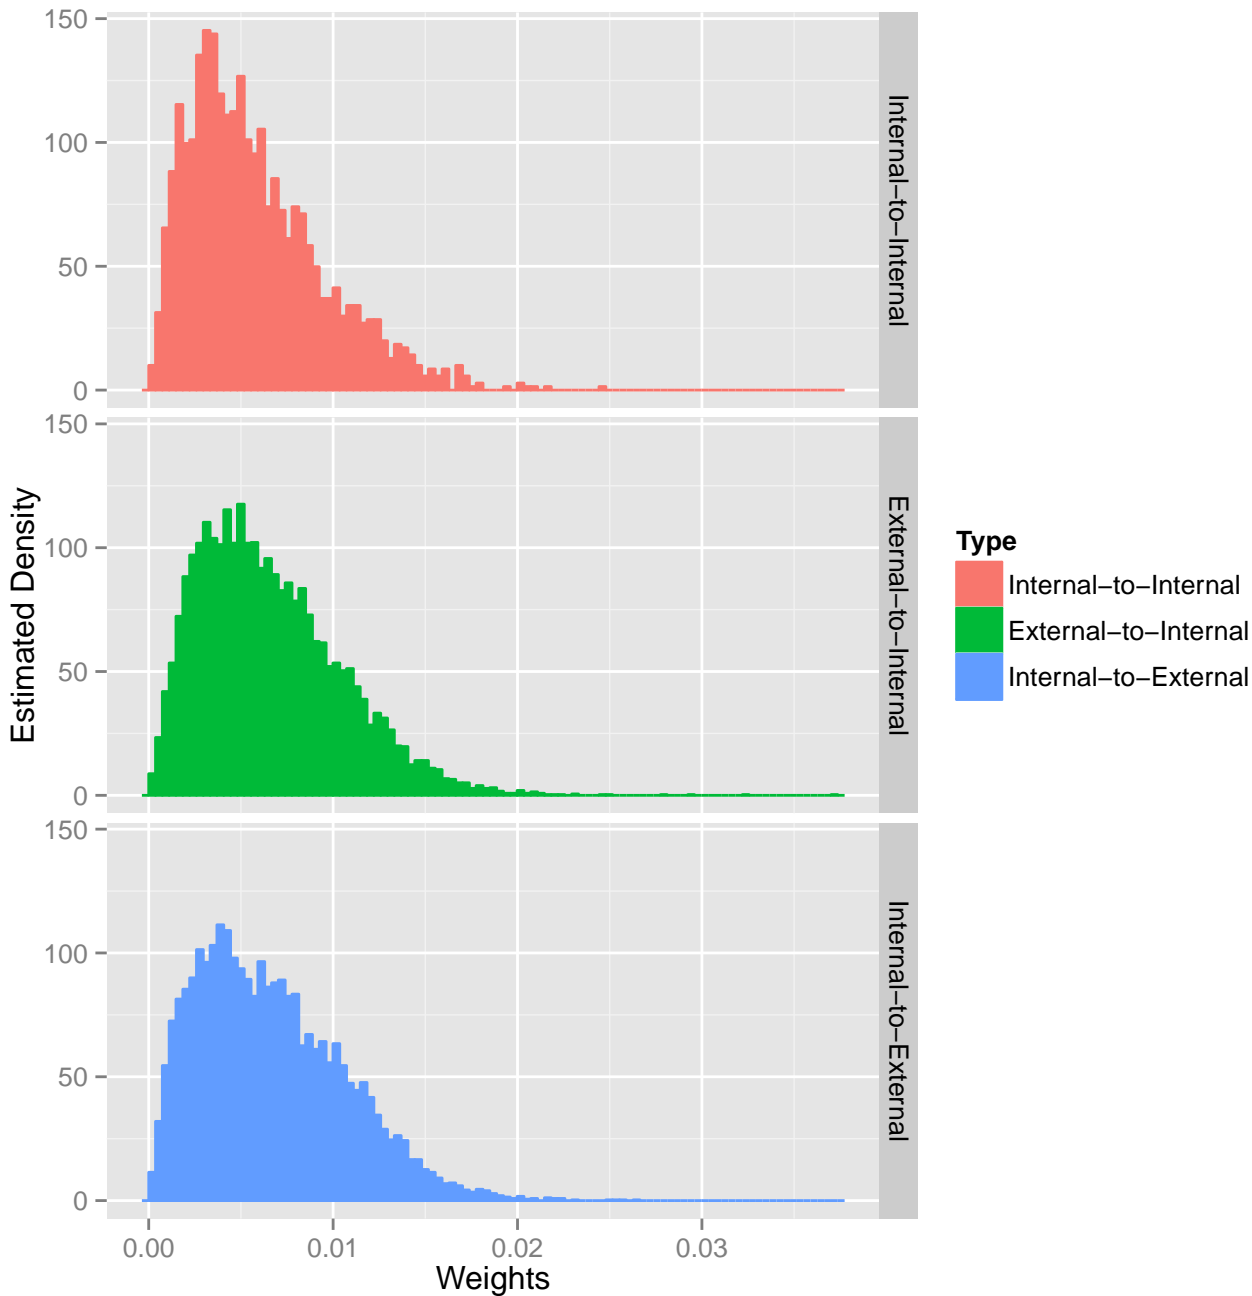 150
100
50
0
Internal−to−Internal
150
100
50
0
External−to−Internal
150
100
50
0
Internal−to−External
0.00 0.01 0.02 0.03
Weights
Estimated Density
Type
Internal−to−Internal
External−to−Internal
Internal−to−External